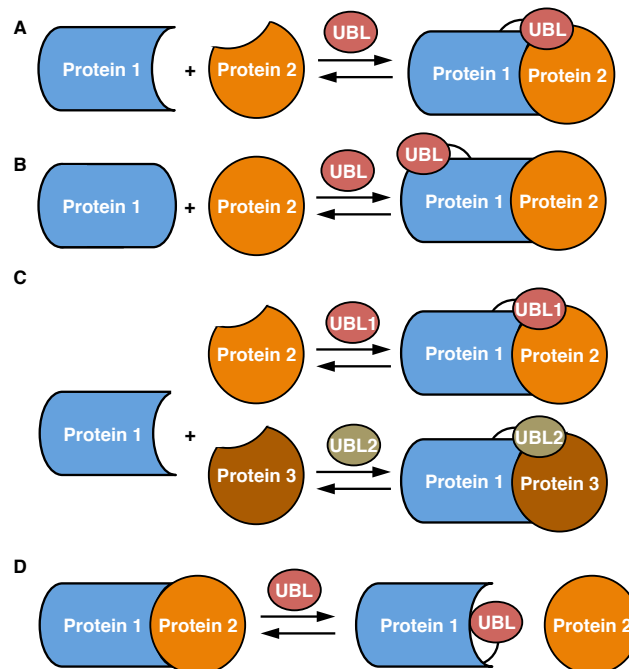 A
Protein 1
+
Protein 2
UBL
Protein 1
UBL
Protein 2
B
Protein 1
+
Protein 2
UBL
UBL
Protein 1
Protein 2
C
Protein 1
+
Protein 2
UBL1
Protein 1
UBL1
Protein 2
Protein 3
UBL2
Protein 1
UBL2
Protein 3
D
Protein 1
Protein 2
UBL
Protein 1
UBL
Protein 2